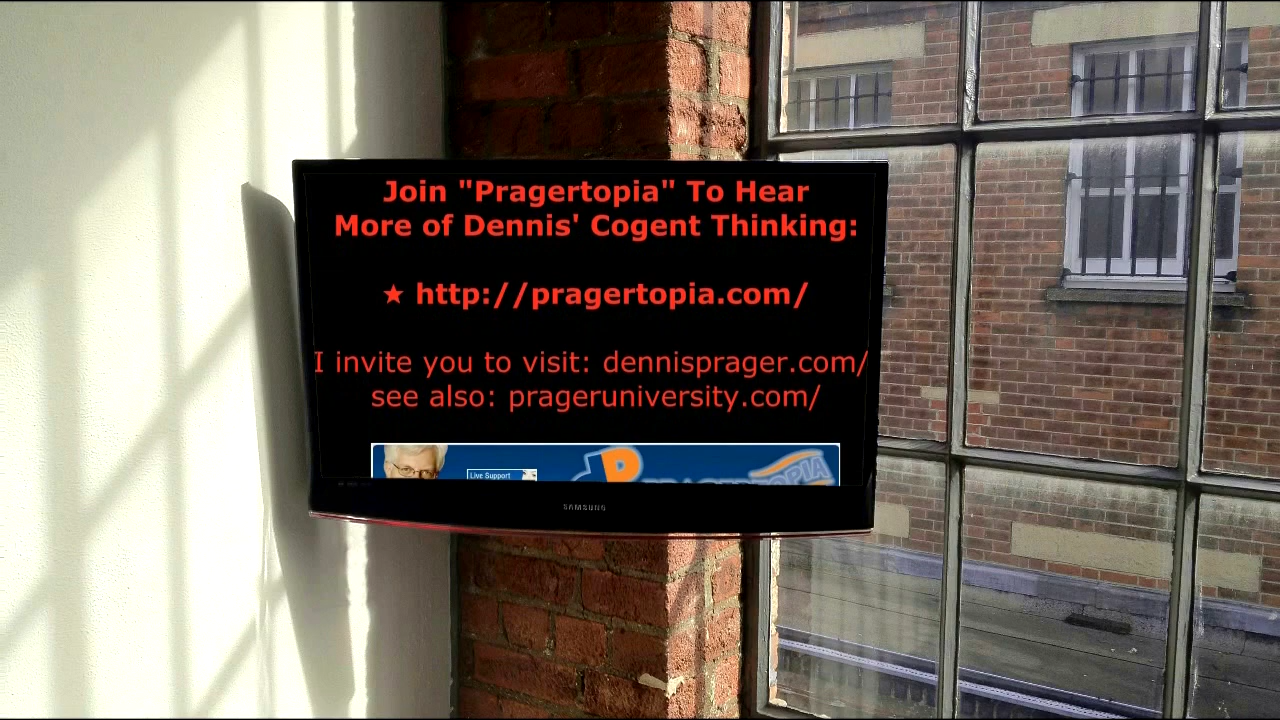 Join "Pragertopia" To Hear
More of Dennis' Cogent Thinking:
★ http://pragertopia.com/
I invite you to visit: dennisprager.com/
see also: prageruniversity.com/
Live Support
PRAGERTOPIA
SAMSUNG